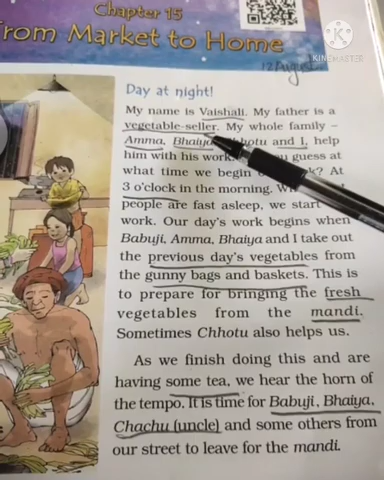 Chapter 15
From Market to Home
KINEMASTER
12 August
Day at night!
My name is Vaishali. My father is a
vegetable-seller. My whole family –
Amma, Bhaiya, and I, help
him with his work. guess at
what time we begin ? At
3 o'clock in the morning.
people are fast asleep, we start
work. Our day's work begins when
Babuji, Amma, Bhaiya and I take out
the previous day's vegetables from
the gunny bags and baskets. This is
to prepare for bringing the fresh
vegetables from the mandi.
Sometimes Chhotu also helps us.
As we finish doing this and are
having some tea, we hear the horn of
the tempo. It is time for Babuji, Bhaiya,
Chachu (uncle) and some others from
our street to leave for the mandi.